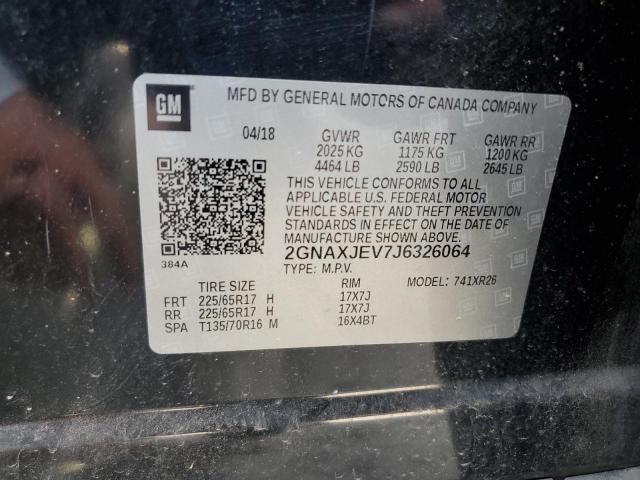 GM
MFD BY GENERAL MOTORS OF CANADA COMPANY
04/18 GVWR GAWR FRT GAWR RR
2025 KG 1175 KG 1200 KG
4464 LB 2590 LB 2645 LB
THIS VEHICLE CONFORMS TO ALL
APPLICABLE U.S. FEDERAL MOTOR
VEHICLE SAFETY AND THEFT PREVENTION
STANDARDS IN EFFECT ON THE DATE OF
MANUFACTURE SHOWN ABOVE.
384A 2GNAXJEV7J6326064
TYPE: M.P.V. MODEL: 741XR26
TIRE SIZE RIM
FRT 225/65R17 H 17X7J
RR 225/65R17 H 17X7J
SPA T135/70R16 M 16X4BT